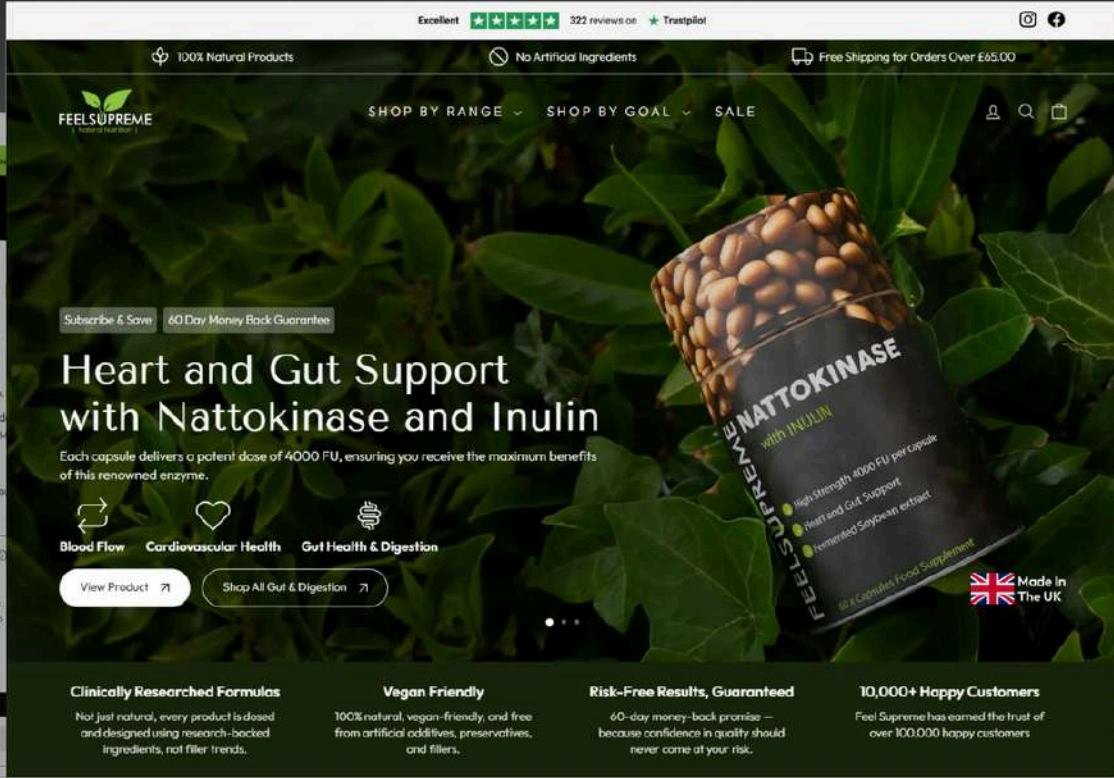 Excellent 322 reviews on Trustpilot
100% Natural Products
No Artificial Ingredients
Free Shipping for Orders Over £65.00
FEELSUPREME
| Natural Nutrition |
SHOP BY RANGE
SHOP BY GOAL
SALE
Subscribe & Save
60 Day Money Back Guarantee
Heart and Gut Support
with Nattokinase and Inulin
Each capsule delivers a potent dose of 4000 FU, ensuring you receive the maximum benefits
of this renowned enzyme.
Blood Flow
Cardiovascular Health
Gut Health & Digestion
View Product
Shop All Gut & Digestion
FEELSUPREME
NATTOKINASE
with INULIN
High Strength 4000 FU per capsule
Heart and Gut Support
Fermented Soybean extract
60 x Capsules Food Supplement
Made In
The UK
Clinically Researched Formulas
Not just natural, every product is dosed
and designed using research-backed
ingredients, not filler trends.
Vegan Friendly
100% natural, vegan-friendly, and free
from artificial additives, preservatives,
and fillers.
Risk-Free Results, Guaranteed
60-day money-back promise —
because confidence in quality should
never come at your risk.
10,000+ Happy Customers
Feel Supreme has earned the trust of
over 100,000 happy customers